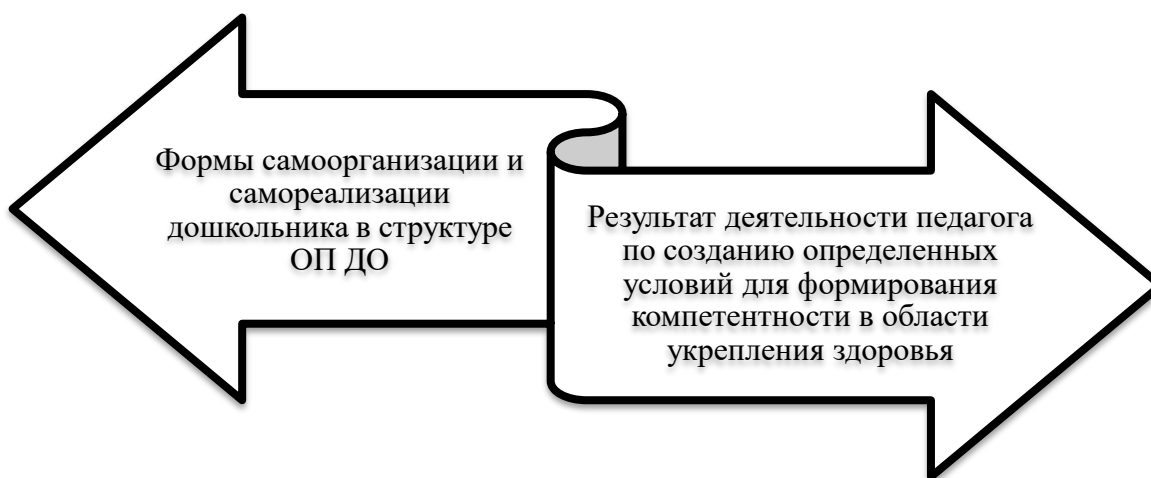 Формы самоорганизации и
самореализации
дошкольника в структуре
ОП ДО
Результат деятельности педагога
по созданию определенных
условий для формирования
компетентности в области
укрепления здоровья